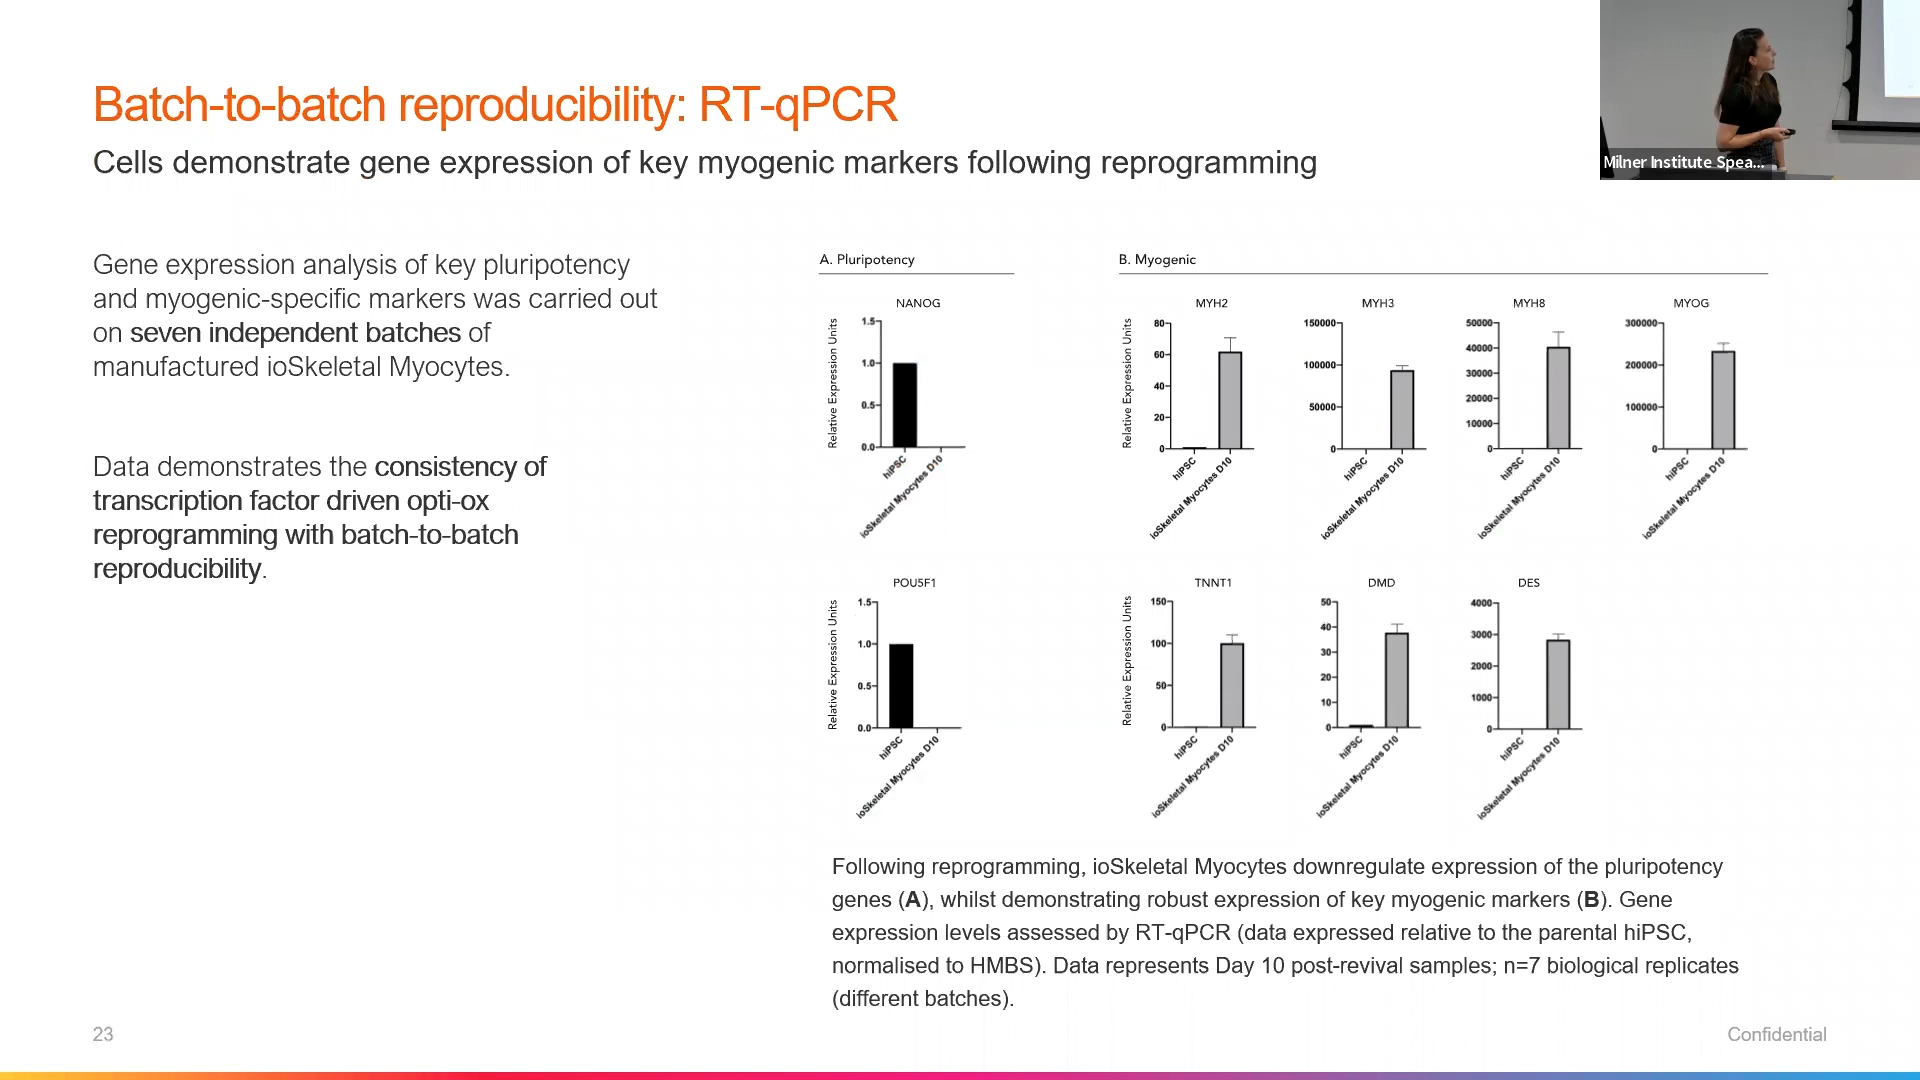 Batch-to-batch reproducibility: RT-qPCR
Cells demonstrate gene expression of key myogenic markers following reprogramming
Milner Institute Spea...
Gene expression analysis of key pluripotency
and myogenic-specific markers was carried out
on seven independent batches of
manufactured ioSkeletal Myocytes.
Data demonstrates the consistency of
transcription factor driven opti-ox
reprogramming with batch-to-batch
reproducibility.
A. Pluripotency
NANOG
Relative Expression Units
1.5
1.0
0.5
0.0
hiPSC
ioSkeletal Myocytes D10
POU5F1
Relative Expression Units
1.5
1.0
0.5
0.0
hiPSC
ioSkeletal Myocytes D10
B. Myogenic
MYH2
Relative Expression Units
80
60
40
20
0
hiPSC
ioSkeletal Myocytes D10
MYH3
150000
100000
50000
0
hiPSC
ioSkeletal Myocytes D10
MYH8
50000
40000
30000
20000
10000
0
hiPSC
ioSkeletal Myocytes D10
MYOG
300000
200000
100000
0
hiPSC
ioSkeletal Myocytes D10
TNNT1
Relative Expression Units
150
100
50
0
hiPSC
ioSkeletal Myocytes D10
DMD
50
40
30
20
10
0
hiPSC
ioSkeletal Myocytes D10
DES
4000
3000
2000
1000
0
hiPSC
ioSkeletal Myocytes D10
Following reprogramming, ioSkeletal Myocytes downregulate expression of the pluripotency
genes (A), whilst demonstrating robust expression of key myogenic markers (B). Gene
expression levels assessed by RT-qPCR (data expressed relative to the parental hiPSC,
normalised to HMBS). Data represents Day 10 post-revival samples; n=7 biological replicates
(different batches).
23
Confidential